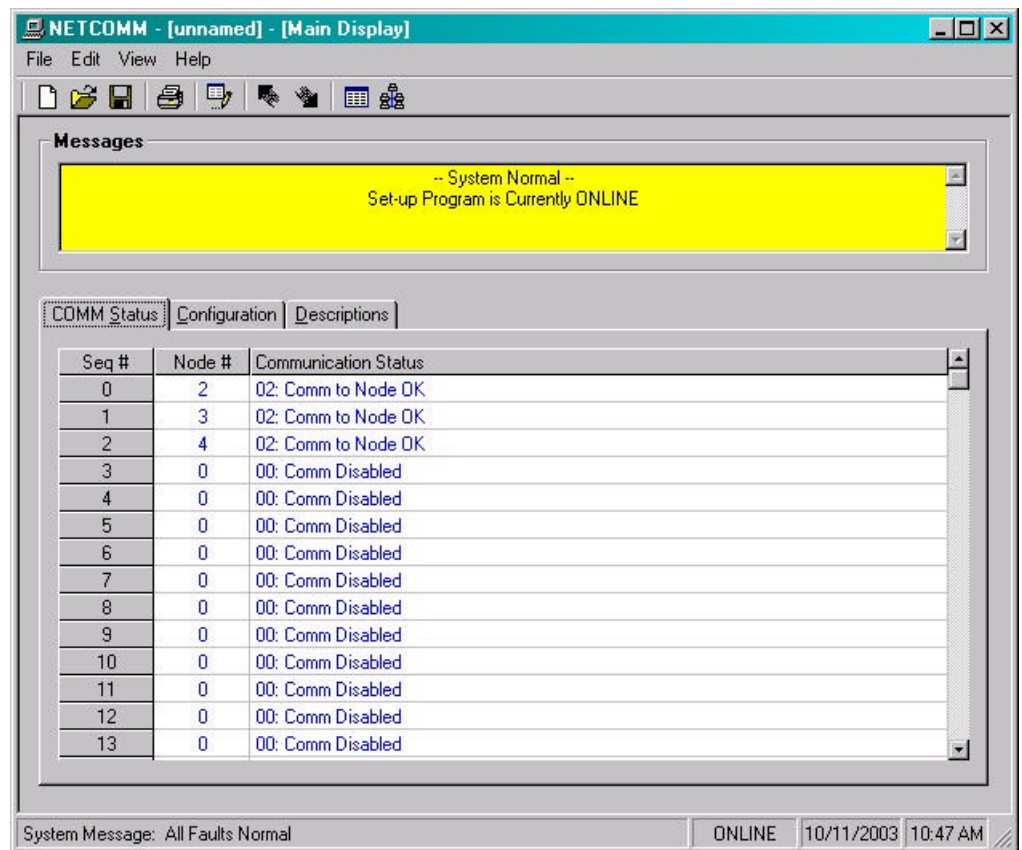 NETCOMM - [unnamed] - [Main Display]
File Edit View Help
Messages
-- System Normal --
Set-up Program is Currently ONLINE
COMM Status Configuration Descriptions
Seq # Node # Communication Status
0 2 02: Comm to Node OK
1 3 02: Comm to Node OK
2 4 02: Comm to Node OK
3 0 00: Comm Disabled
4 0 00: Comm Disabled
5 0 00: Comm Disabled
6 0 00: Comm Disabled
7 0 00: Comm Disabled
8 0 00: Comm Disabled
9 0 00: Comm Disabled
10 0 00: Comm Disabled
11 0 00: Comm Disabled
12 0 00: Comm Disabled
13 0 00: Comm Disabled
System Message: All Faults Normal ONLINE 10/11/2003 10:47 AM